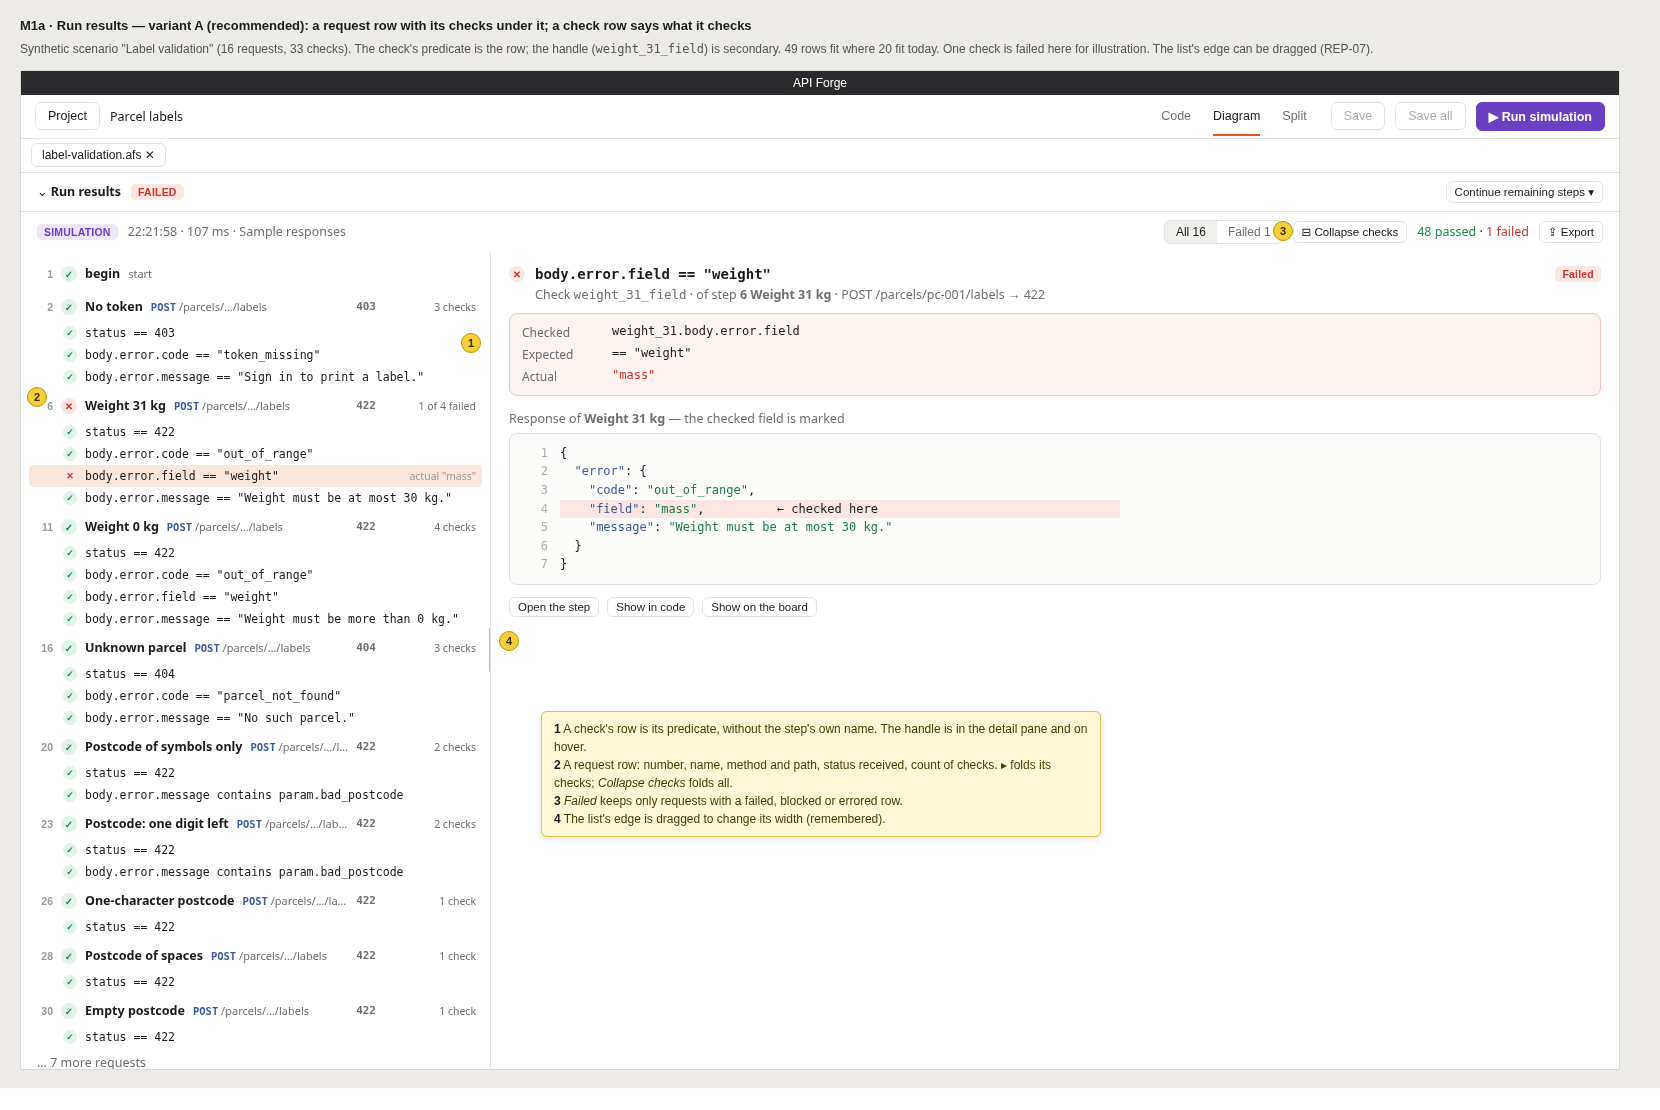 M1a · Run results — variant A (recommended): a request row with its checks under it; a check row says what it checks
Synthetic scenario "Label validation" (16 requests, 33 checks). The check's predicate is the row; the handle (weight_31_field) is secondary. 49 rows fit where 20 fit today. One check is failed here for illustration. The list's edge can be dragged (REP-07).
API Forge
Project Parcel labels Code Diagram Split Save Save all ▶ Run simulation
label-validation.afs ✕
⌄ Run results FAILED Continue remaining steps ▾
SIMULATION 22:21:58 · 107 ms · Sample responses All 16 Failed 1 3 ⊟ Collapse checks 48 passed · 1 failed ⇪ Export
1 ✓ begin start
2 ✓ No token POST /parcels/…/labels 403 3 checks
✓ status == 403
1
✓ body.error.code == "token_missing"
✓ body.error.message == "Sign in to print a label."
2
6 ✕ Weight 31 kg POST /parcels/…/labels 422 1 of 4 failed
✓ status == 422
✓ body.error.code == "out_of_range"
✕ body.error.field == "weight" actual "mass"
✓ body.error.message == "Weight must be at most 30 kg."
11 ✓ Weight 0 kg POST /parcels/…/labels 422 4 checks
✓ status == 422
✓ body.error.code == "out_of_range"
✓ body.error.field == "weight"
✓ body.error.message == "Weight must be more than 0 kg."
16 ✓ Unknown parcel POST /parcels/…/labels 404 3 checks
✓ status == 404
✓ body.error.code == "parcel_not_found"
✓ body.error.message == "No such parcel."
20 ✓ Postcode of symbols only POST /parcels/…/l… 422 2 checks
✓ status == 422
✓ body.error.message contains param.bad_postcode
23 ✓ Postcode: one digit left POST /parcels/…/lab… 422 2 checks
✓ status == 422
✓ body.error.message contains param.bad_postcode
26 ✓ One-character postcode POST /parcels/…/la… 422 1 check
✓ status == 422
28 ✓ Postcode of spaces POST /parcels/…/labels 422 1 check
✓ status == 422
30 ✓ Empty postcode POST /parcels/…/labels 422 1 check
✓ status == 422
… 7 more requests
✕ body.error.field == "weight" Failed
Check weight_31_field · of step 6 Weight 31 kg · POST /parcels/pc-001/labels → 422
Checked weight_31.body.error.field
Expected == "weight"
Actual "mass"
Response of Weight 31 kg — the checked field is marked
1 {
2 "error": {
3 "code": "out_of_range",
4 "field": "mass", ← checked here
5 "message": "Weight must be at most 30 kg."
6 }
7 }
Open the step Show in code Show on the board
4
1 A check's row is its predicate, without the step's own name. The handle is in the detail pane and on
hover.
2 A request row: number, name, method and path, status received, count of checks. ▸ folds its
checks; Collapse checks folds all.
3 Failed keeps only requests with a failed, blocked or errored row.
4 The list's edge is dragged to change its width (remembered).